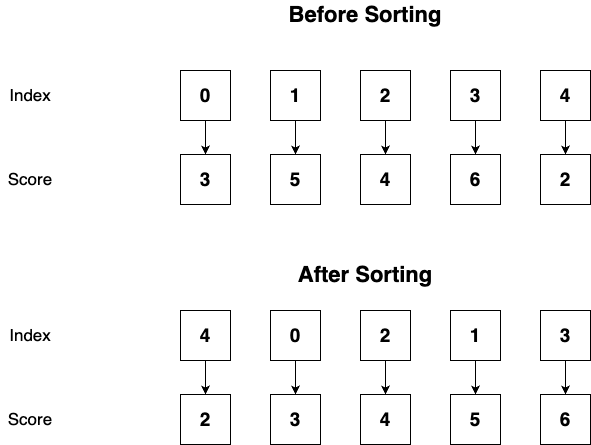 Before Sorting
Index 0 1 2 3 4
Score 3 5 4 6 2
After Sorting
Index 4 0 2 1 3
Score 2 3 4 5 6